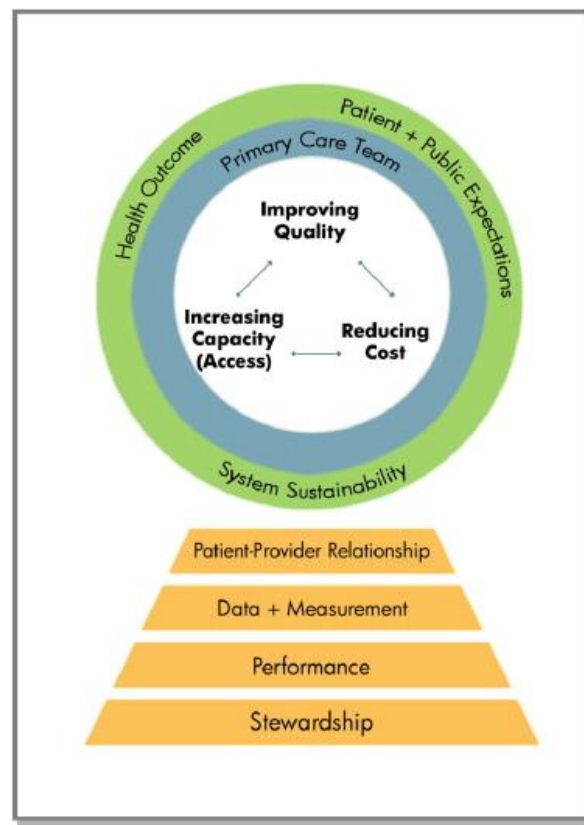 Health Outcome
Patient + Public Expectations
Primary Care Team
Improving
Quality
Increasing
Capacity
(Access)
Reducing
Cost
System Sustainability
Patient-Provider Relationship
Data + Measurement
Performance
Stewardship